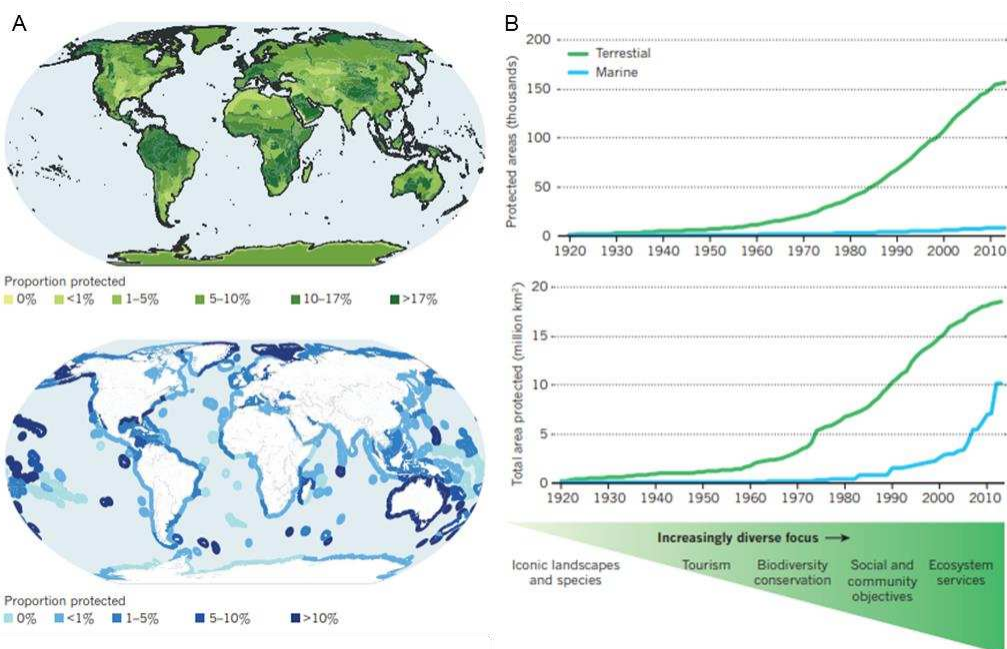 A
Proportion protected
0% <1% 1–5% 5–10% 10–17% >17%
Proportion protected
0% <1% 1–5% 5–10% >10%
B
Protected areas (thousands)
200
150
100
50
0
Terrestial
Marine
1920 1930 1940 1950 1960 1970 1980 1990 2000 2010
Total area protected (million km²)
20
15
10
5
0
1920 1930 1940 1950 1960 1970 1980 1990 2000 2010
Increasingly diverse focus →
Iconic landscapes
and species
Tourism
Biodiversity
conservation
Social and
community
objectives
Ecosystem
services